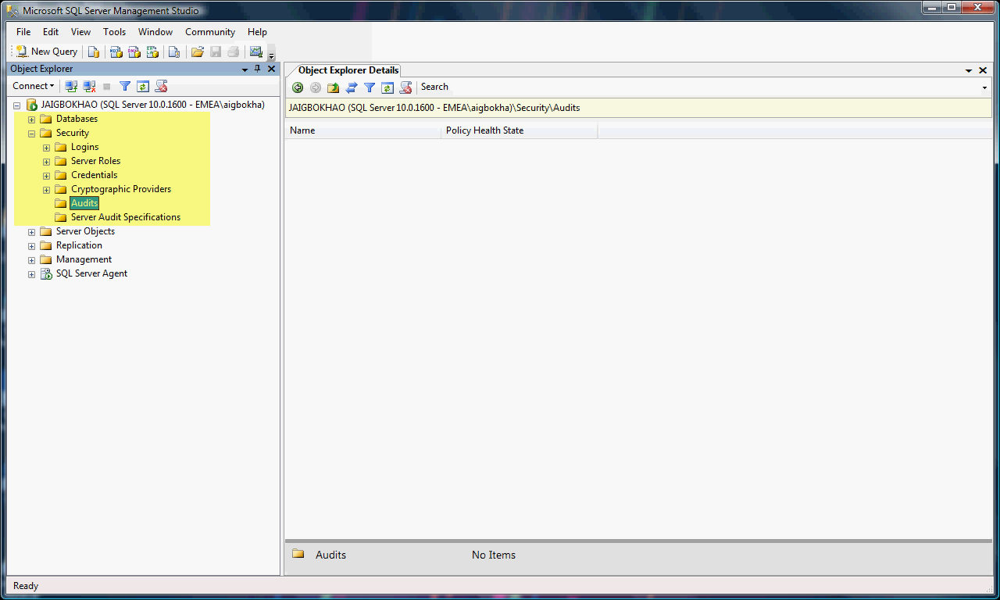 Microsoft SQL Server Management Studio
File Edit View Tools Window Community Help
New Query
Object Explorer
Connect
JAIGBOKHAO (SQL Server 10.0.1600 - EMEA\aigbokha)
Databases
Security
Logins
Server Roles
Credentials
Cryptographic Providers
Audits
Server Audit Specifications
Server Objects
Replication
Management
SQL Server Agent
Object Explorer Details
Search
JAIGBOKHAO (SQL Server 10.0.1600 - EMEA\aigbokha)\Security\Audits
Name Policy Health State
Audits No Items
Ready